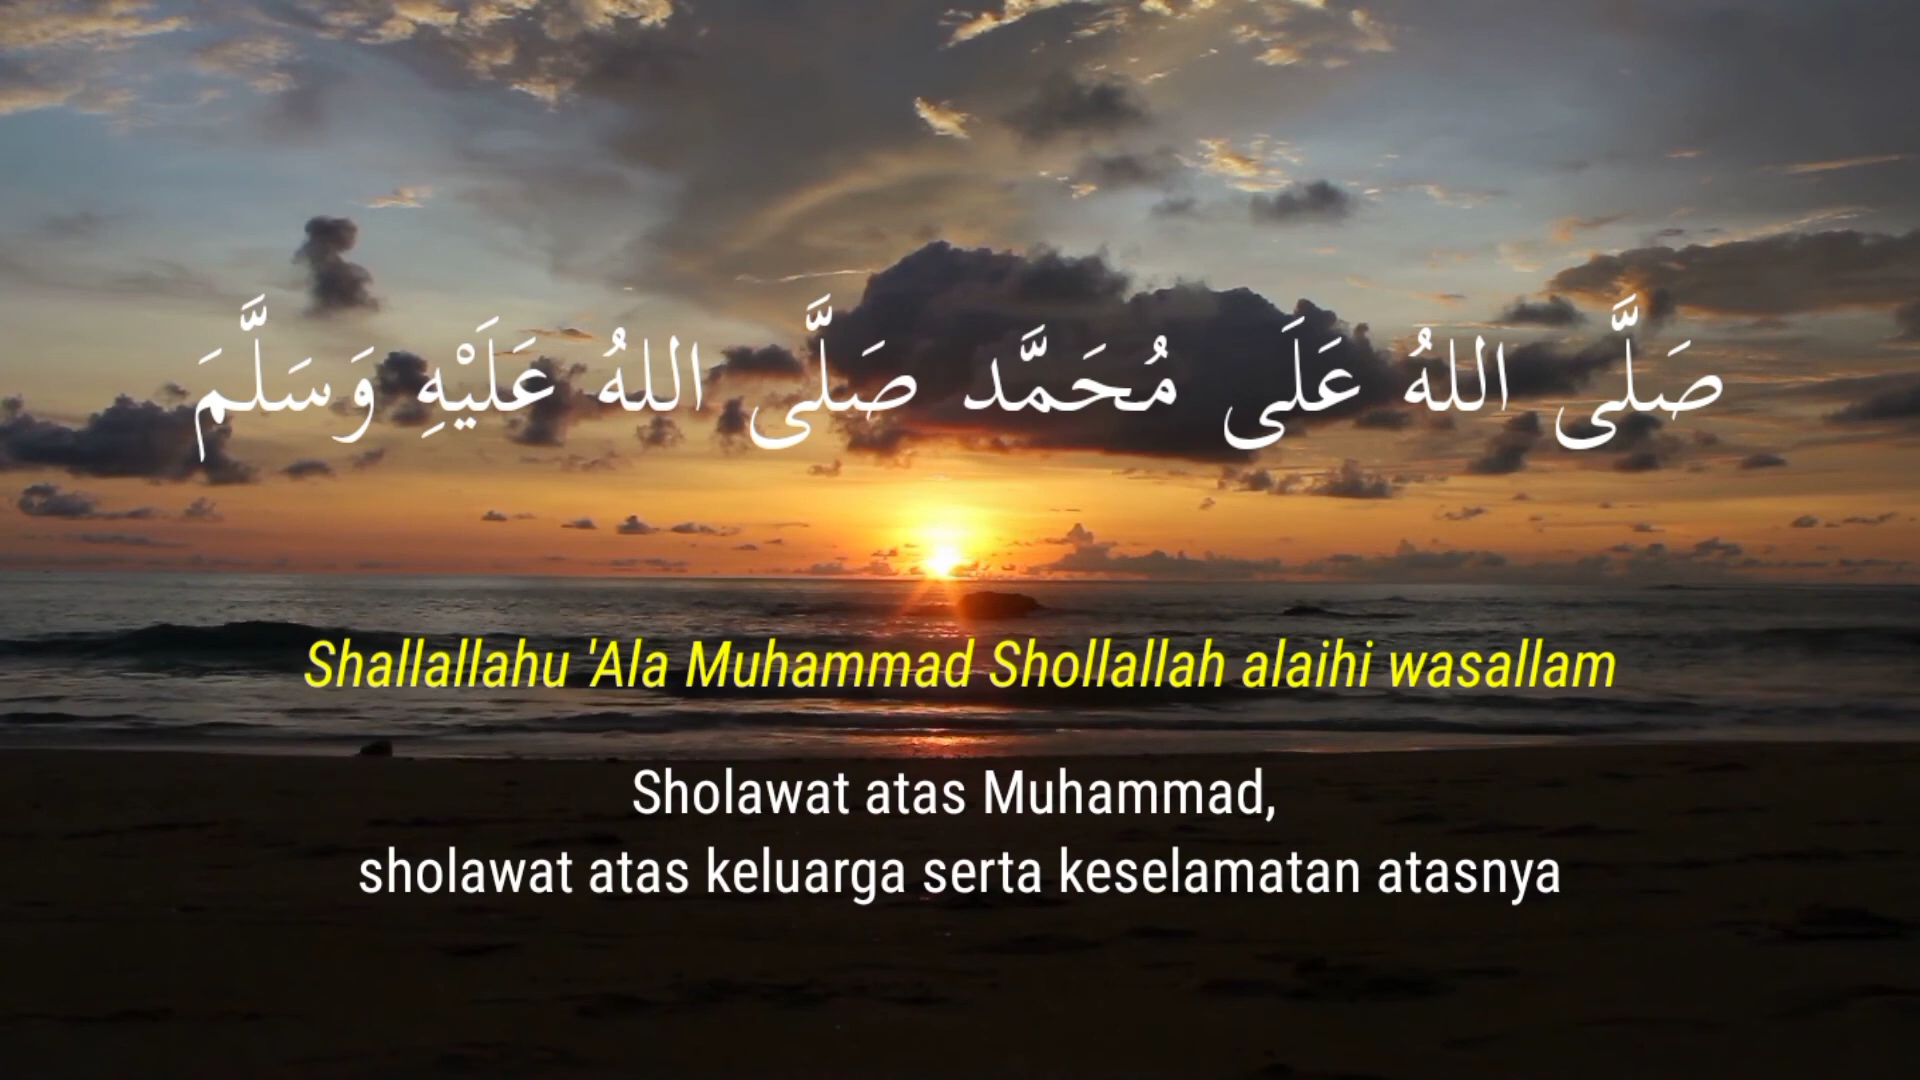 صَلَّى اللهُ عَلَى مُحَمَّد صَلَّى اللهُ عَلَيْهِ وَسَلَّمَ
Shallallahu 'Ala Muhammad Shollallah alaihi wasallam
Sholawat atas Muhammad,
sholawat atas keluarga serta keselamatan atasnya